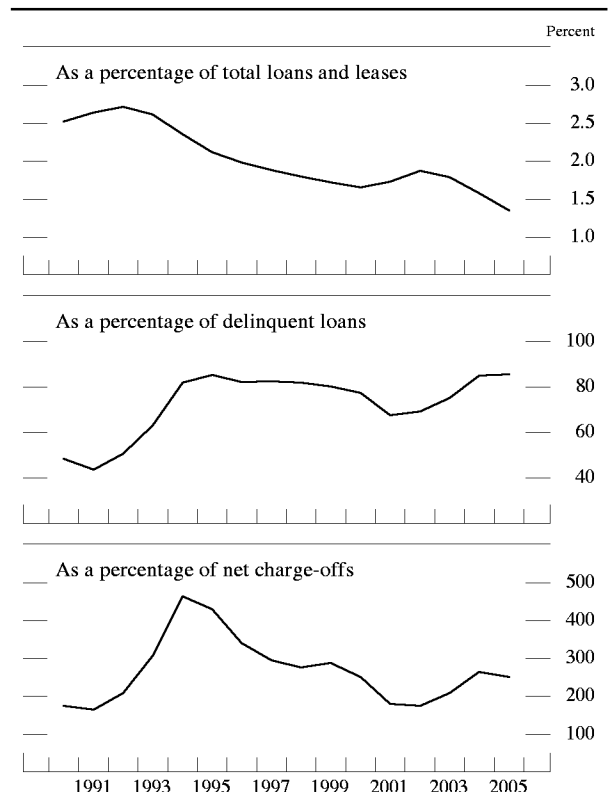 Percent
As a percentage of total loans and leases
3.0
2.5
2.0
1.5
1.0
As a percentage of delinquent loans
100
80
60
40
As a percentage of net charge-offs
500
400
300
200
100
1991 1993 1995 1997 1999 2001 2003 2005